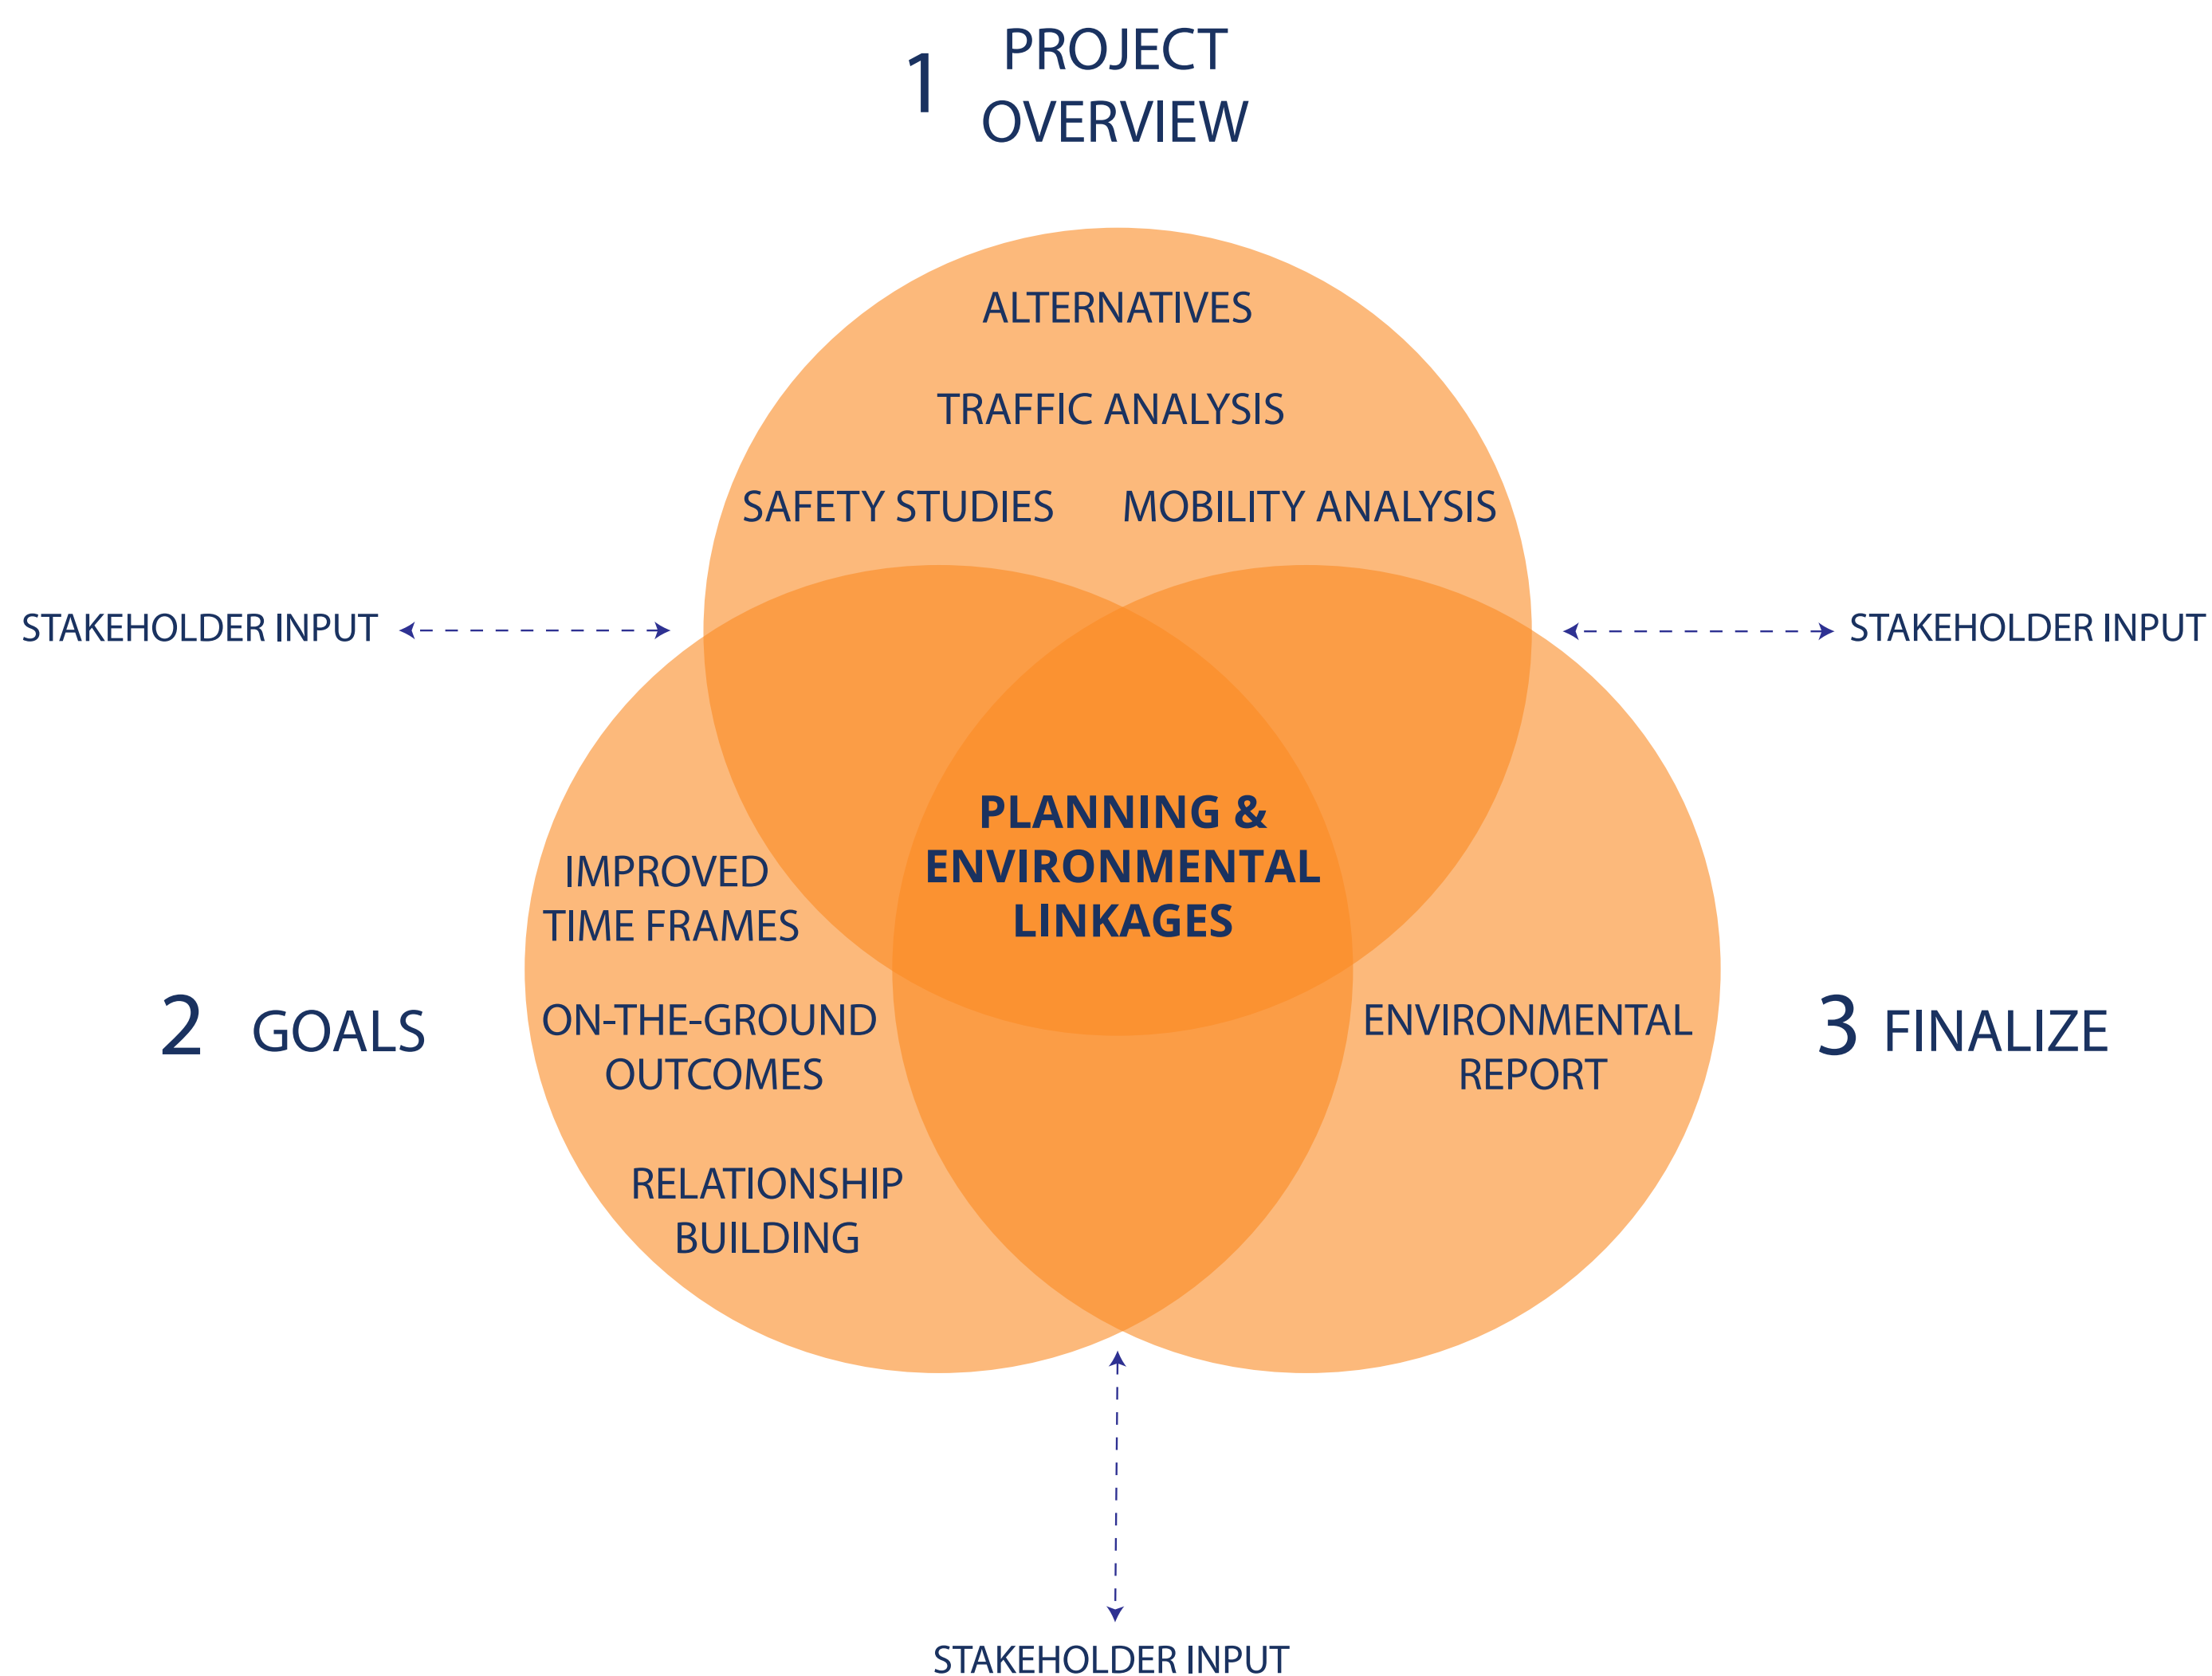 1 PROJECT
OVERVIEW
ALTERNATIVES
TRAFFIC ANALYSIS
SAFETY STUDIES MOBILITY ANALYSIS
STAKEHOLDER INPUT
STAKEHOLDER INPUT
PLANNING &
ENVIRONMENTAL
LINKAGES
2 GOALS
IMPROVED
TIME FRAMES
ON-THE-GROUND
OUTCOMES
RELATIONSHIP
BUILDING
ENVIRONMENTAL
REPORT
3 FINALIZE
STAKEHOLDER INPUT